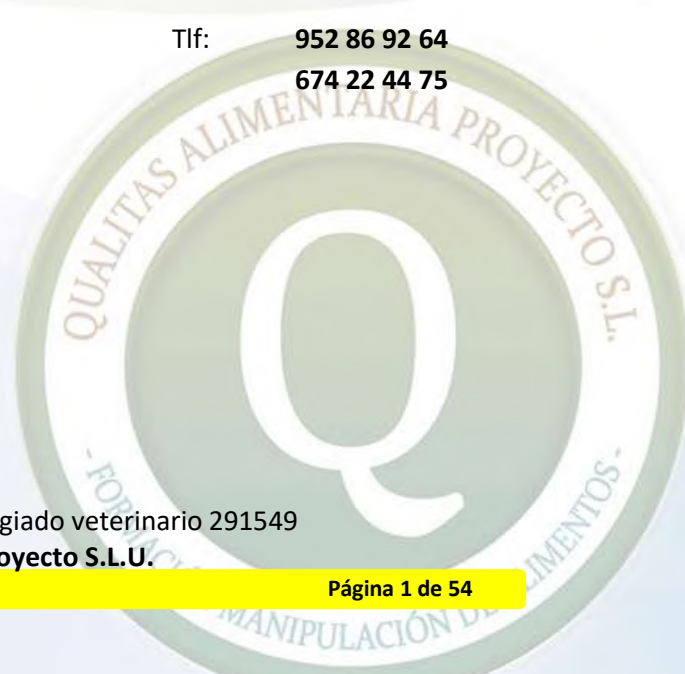 Tlf: 952 86 92 64
674 22 44 75
QUALITAS ALIMENTARIA PROYECTO S.L.
Q
- FORMACIÓN MANIPULACIÓN DE ALIMENTOS -
giado veterinario 291549
oyecto S.L.U.
Página 1 de 54